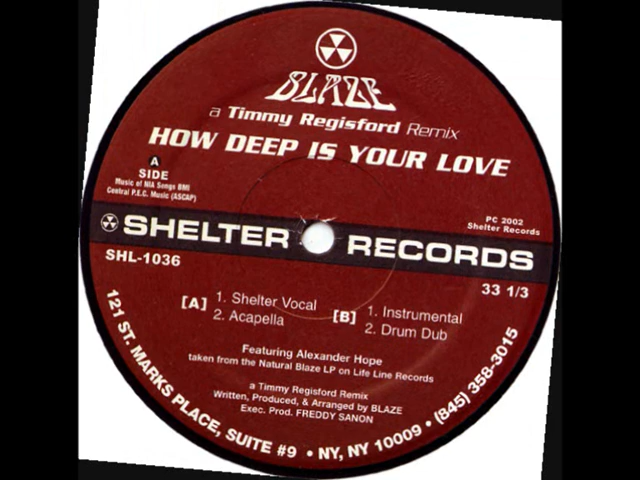 BLAZE
a Timmy Regisford Remix
HOW DEEP IS YOUR LOVE
A
SIDE
Music of NIA Songs BMI
Central P.E.C. Music (ASCAP)
PC 2002
Shelter Records
SHELTER RECORDS
SHL-1036
33 1/3
[A] 1. Shelter Vocal
2. Acapella
[B] 1. Instrumental
2. Drum Dub
Featuring Alexander Hope
taken from the Natural Blaze LP on Life Line Records
a Timmy Regisford Remix
Written, Produced, & Arranged by BLAZE
Exec. Prod. FREDDY SANON
121 ST. MARKS PLACE, SUITE #9 • NY, NY 10009 • (845) 358-3015